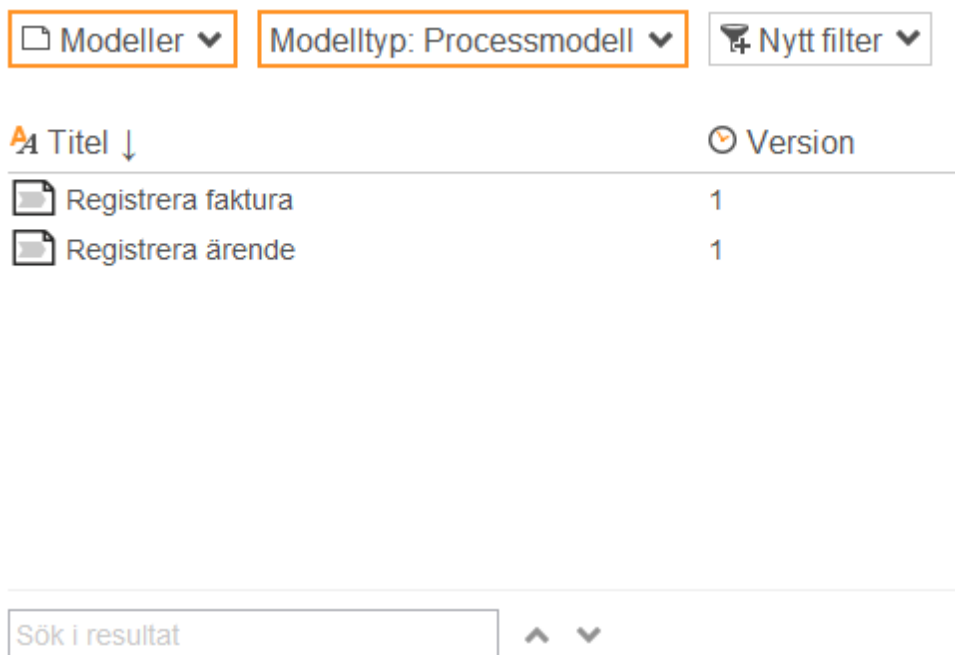 Modeller Modelltyp: Processmodell Nytt filter
Titel ↓ Version
Registrera faktura 1
Registrera ärende 1
Sök i resultat